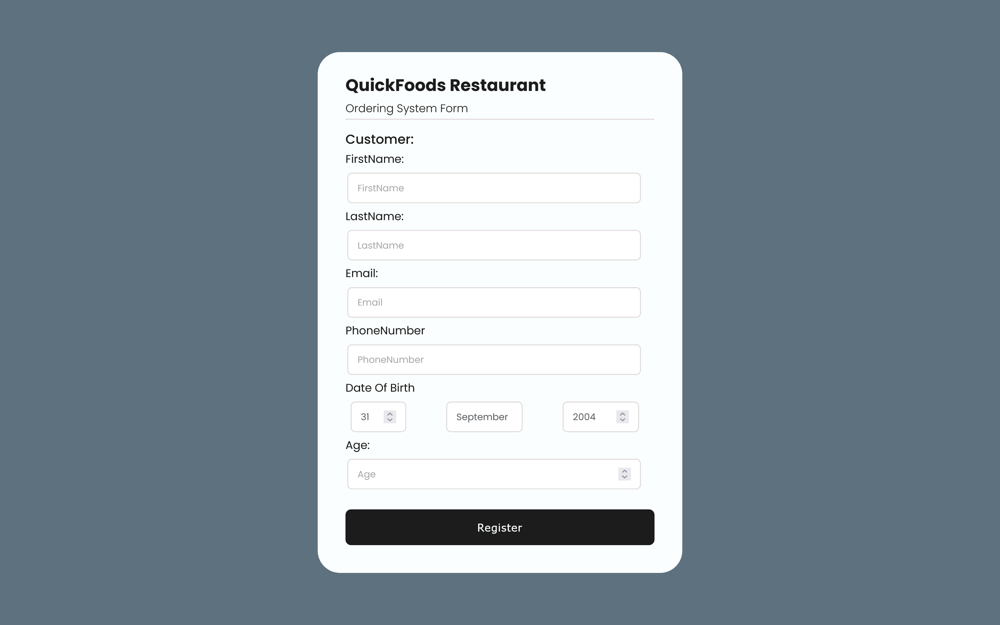 QuickFoods Restaurant
Ordering System Form
Customer:
FirstName:
FirstName
LastName:
LastName
Email:
Email
PhoneNumber
PhoneNumber
Date Of Birth
31 September 2004
Age:
Age
Register